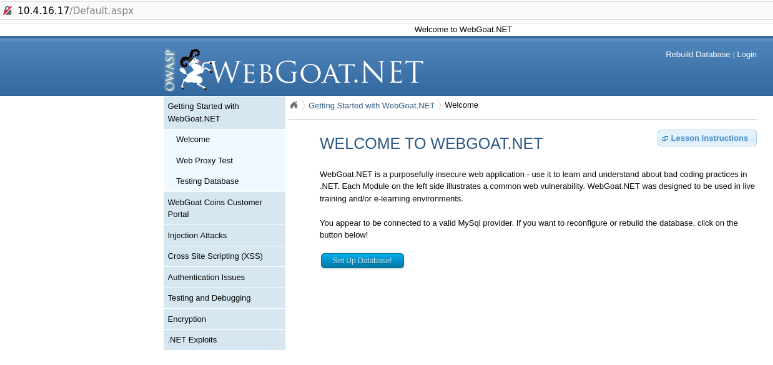 10.4.16.17/Default.aspx
Welcome to WebGoat.NET
OWASP WEBGOAT.NET
Rebuild Database | Login
Getting Started with
WebGoat.NET
Welcome
Web Proxy Test
Testing Database
WebGoat Coins Customer
Portal
Injection Attacks
Cross Site Scripting (XSS)
Authentication Issues
Testing and Debugging
Encryption
.NET Exploits
Getting Started with WebGoat.NET Welcome
Lesson Instructions
WELCOME TO WEBGOAT.NET
WebGoat.NET is a purposefully insecure web application - use it to learn and understand about bad coding practices in
.NET. Each Module on the left side illustrates a common web vulnerability. WebGoat.NET was designed to be used in live
training and/or e-learning environments.
You appear to be connected to a valid MySql provider. If you want to reconfigure or rebuild the database, click on the
button below!
Set Up Database!